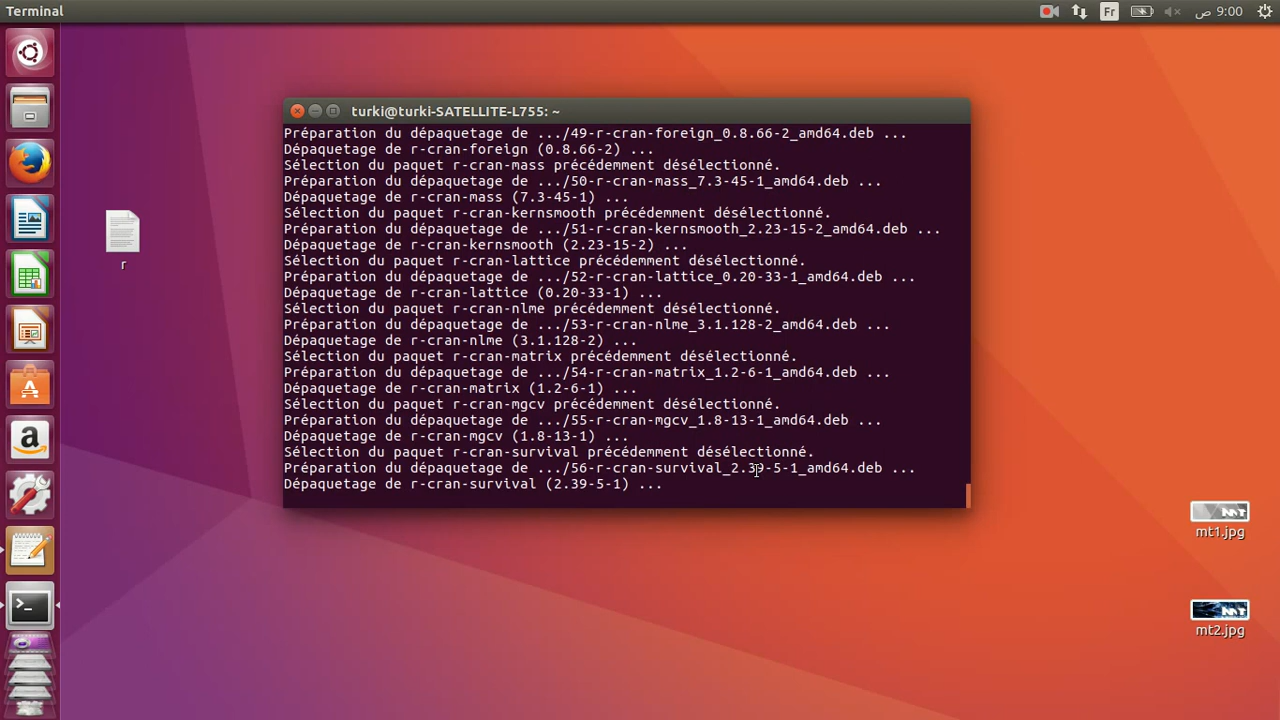 Terminal
Fr
9:00 ص
turki@turki-SATELLITE-L755: ~
Préparation du dépaquetage de .../49-r-cran-foreign_0.8.66-2_amd64.deb ...
Dépaquetage de r-cran-foreign (0.8.66-2) ...
Sélection du paquet r-cran-mass précédemment désélectionné.
Préparation du dépaquetage de .../50-r-cran-mass_7.3-45-1_amd64.deb ...
Dépaquetage de r-cran-mass (7.3-45-1) ...
Sélection du paquet r-cran-kernsmooth précédemment désélectionné.
Préparation du dépaquetage de .../51-r-cran-kernsmooth_2.23-15-2_amd64.deb ...
Dépaquetage de r-cran-kernsmooth (2.23-15-2) ...
Sélection du paquet r-cran-lattice précédemment désélectionné.
Préparation du dépaquetage de .../52-r-cran-lattice_0.20-33-1_amd64.deb ...
Dépaquetage de r-cran-lattice (0.20-33-1) ...
Sélection du paquet r-cran-nlme précédemment désélectionné.
Préparation du dépaquetage de .../53-r-cran-nlme_3.1.128-2_amd64.deb ...
Dépaquetage de r-cran-nlme (3.1.128-2) ...
Sélection du paquet r-cran-matrix précédemment désélectionné.
Préparation du dépaquetage de .../54-r-cran-matrix_1.2-6-1_amd64.deb ...
Dépaquetage de r-cran-matrix (1.2-6-1) ...
Sélection du paquet r-cran-mgcv précédemment désélectionné.
Préparation du dépaquetage de .../55-r-cran-mgcv_1.8-13-1_amd64.deb ...
Dépaquetage de r-cran-mgcv (1.8-13-1) ...
Sélection du paquet r-cran-survival précédemment désélectionné.
Préparation du dépaquetage de .../56-r-cran-survival_2.39-5-1_amd64.deb ...
Dépaquetage de r-cran-survival (2.39-5-1) ...
r
mt1.jpg
mt2.jpg